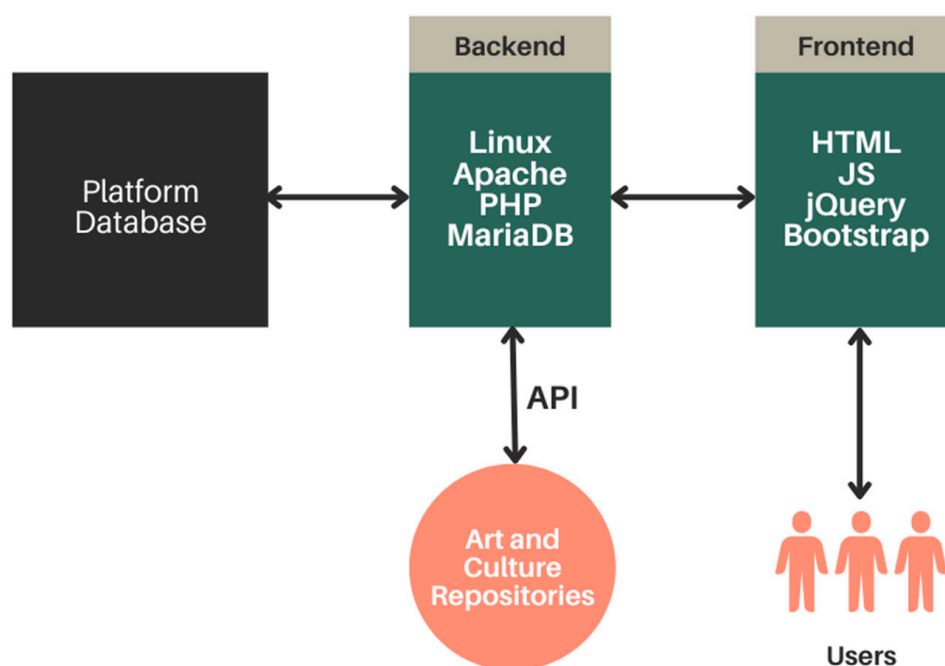 Backend
Frontend
Platform
Database
Linux
Apache
PHP
MariaDB
HTML
JS
jQuery
Bootstrap
API
Art and
Culture
Repositories
Users